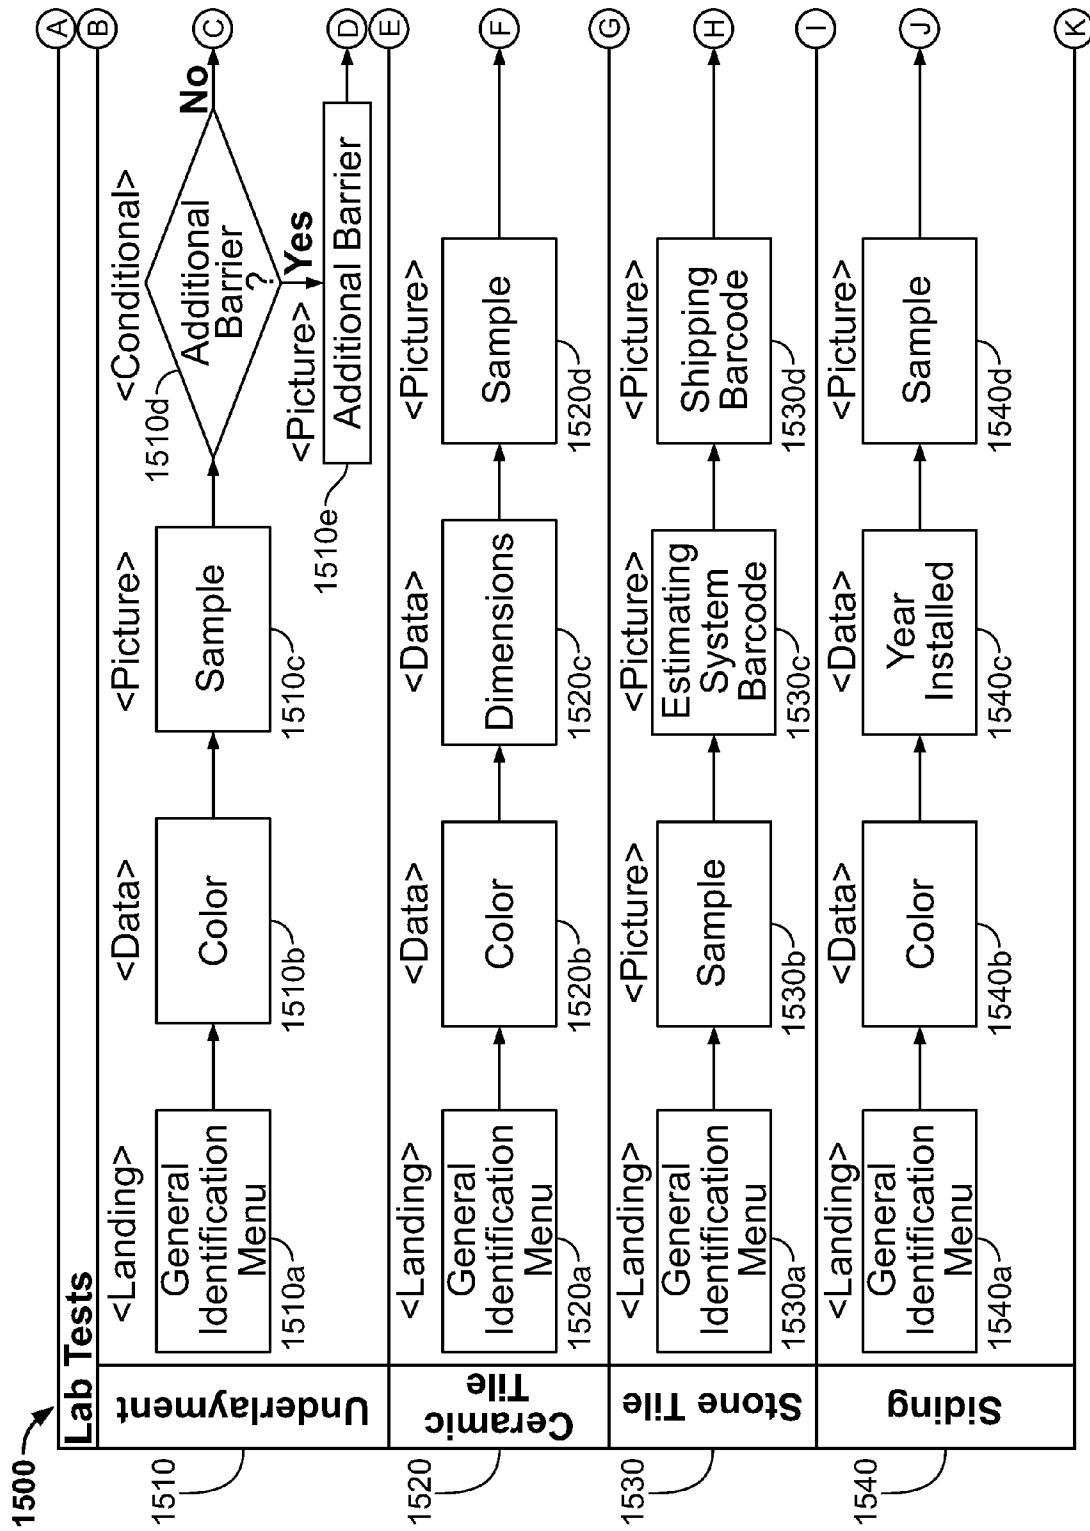 1500
Lab Tests
A
B
1510
Underlayment
<Landing>
General
Identification
Menu
1510a
<Data>
Color
1510b
<Picture>
Sample
1510c
<Conditional>
Additional
Barrier
?
1510d
No
C
Yes
<Picture>
Additional Barrier
1510e
D
E
1520
Ceramic
Tile
<Landing>
General
Identification
Menu
1520a
<Data>
Color
1520b
<Data>
Dimensions
1520c
<Picture>
Sample
1520d
F
G
1530
Stone Tile
<Landing>
General
Identification
Menu
1530a
<Picture>
Sample
1530b
<Picture>
Estimating
System
Barcode
1530c
<Picture>
Shipping
Barcode
1530d
H
I
1540
Siding
<Landing>
General
Identification
Menu
1540a
<Data>
Color
1540b
<Data>
Year
Installed
1540c
<Picture>
Sample
1540d
J
K